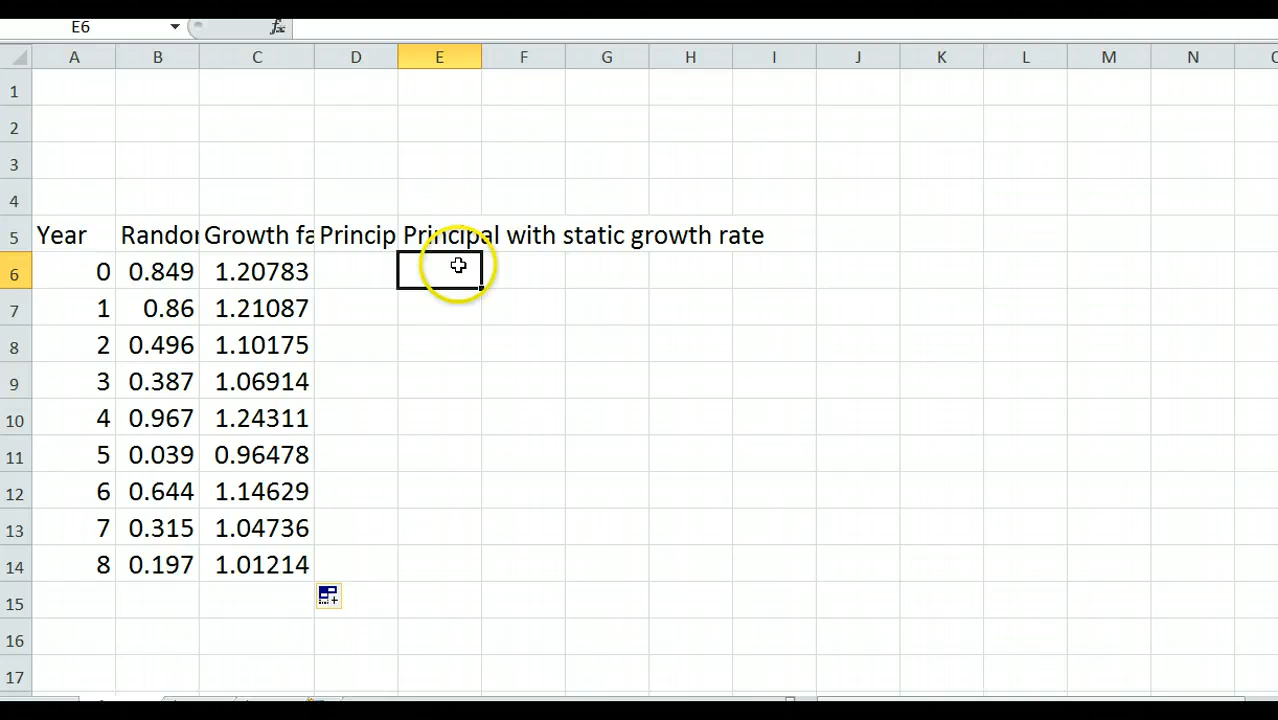 E6 fx
A B C D E F G H I J K L M N
1
2
3
4
5 Year Randor Growth fa Princip Principal with static growth rate
6 0 0.849 1.20783
7 1 0.86 1.21087
8 2 0.496 1.10175
9 3 0.387 1.06914
10 4 0.967 1.24311
11 5 0.039 0.96478
12 6 0.644 1.14629
13 7 0.315 1.04736
14 8 0.197 1.01214
15
16
17